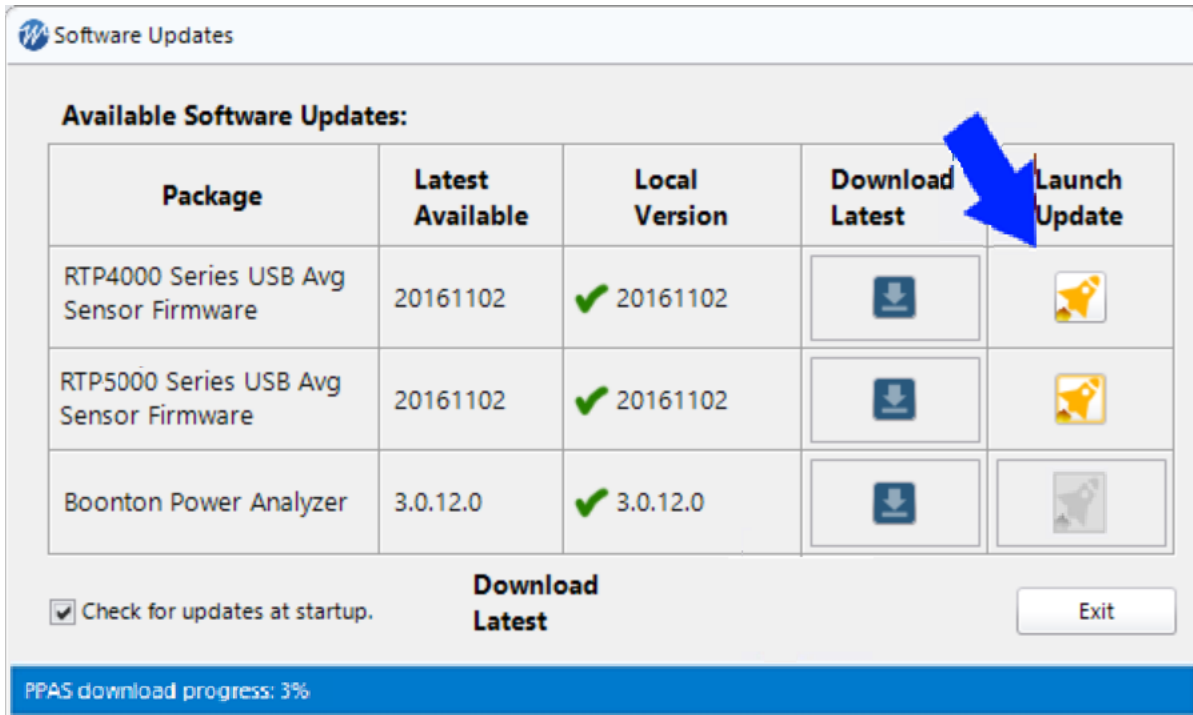 Software Updates
Available Software Updates:
Package
Latest
Available
Local
Version
Download
Latest
Launch
Update
RTP4000 Series USB Avg
Sensor Firmware
20161102
20161102
RTP5000 Series USB Avg
Sensor Firmware
20161102
20161102
Boonton Power Analyzer
3.0.12.0
3.0.12.0
Check for updates at startup.
Download
Latest
Exit
PPAS download progress: 3%